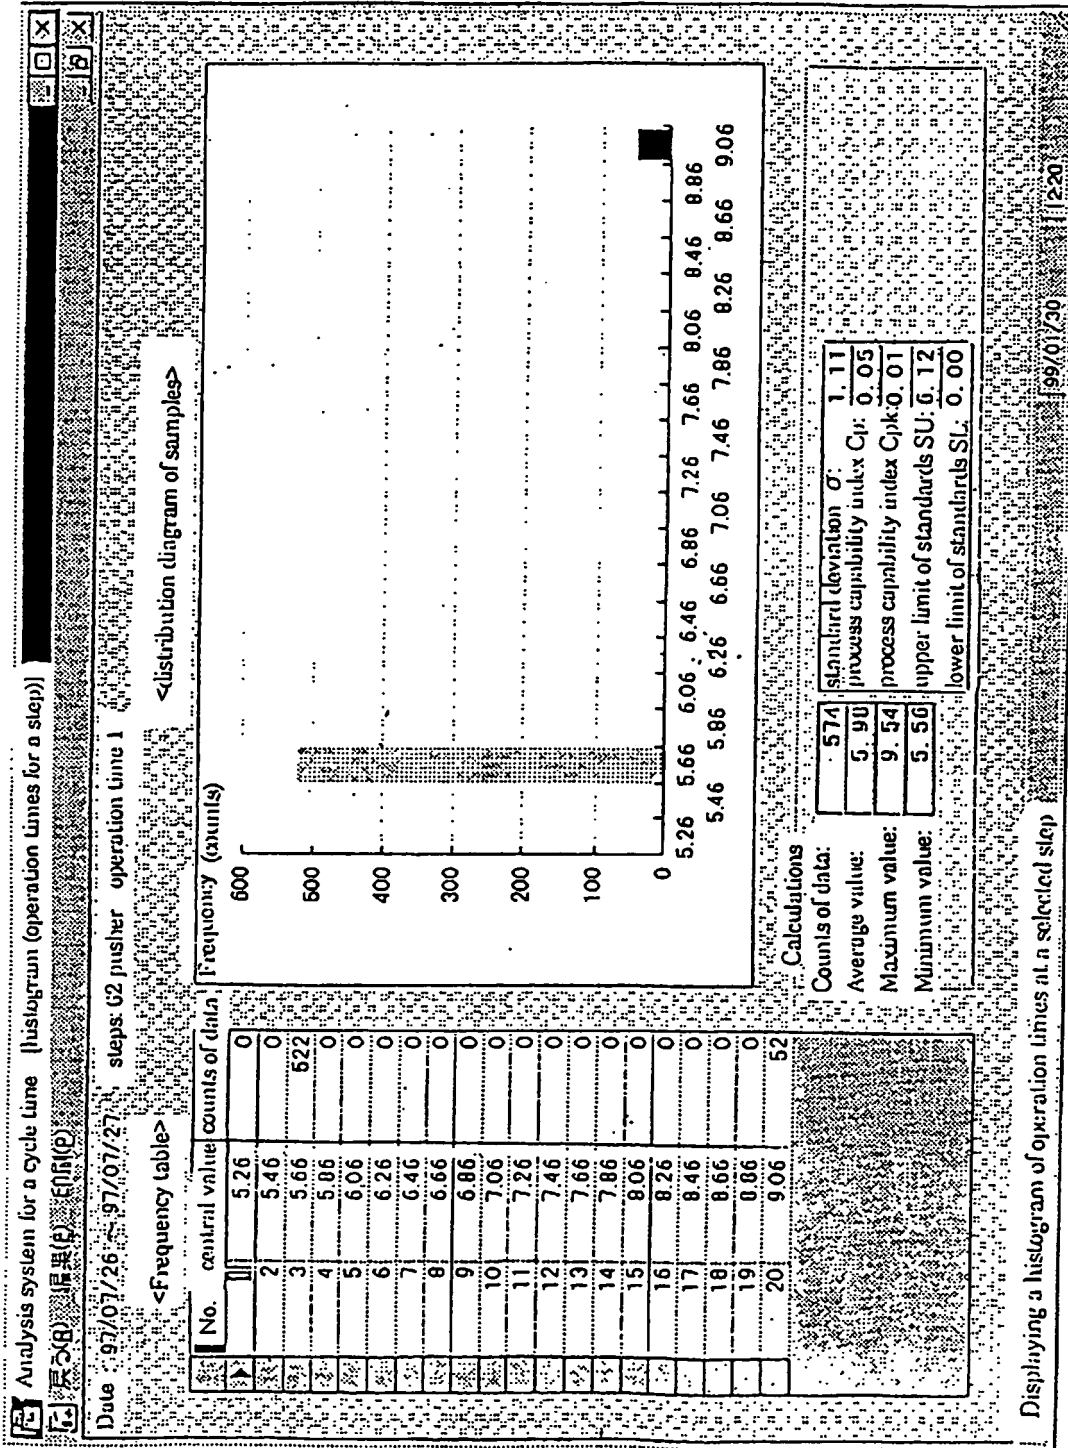 Analysis system for a cycle time [histogram (operation times for a step)]
戻る(B) 結果(E) 印刷(P)
Date : 97/07/26 ~ 97/07/27 steps: G2 pusher operation time 1
<Frequency table>
<distribution diagram of samples>
No. central value counts of data
1 5.26 0
2 5.46 0
3 5.66 522
4 5.86 0
5 6.06 0
6 6.26 0
7 6.46 0
8 6.66 0
9 6.86 0
10 7.06 0
11 7.26 0
12 7.46 0
13 7.66 0
14 7.86 0
15 8.06 0
16 8.26 0
17 8.46 0
18 8.66 0
19 8.86 0
20 9.06 52
Frequency (counts)
600
500
400
300
200
100
0
5.26 5.66 6.06 6.46 6.86 7.26 7.66 8.06 8.46 8.86
5.46 5.86 6.26 6.66 7.06 7.46 7.86 8.26 8.66 9.06
Calculations
Counts of data: 574
Average value: 5.98
Maximum value: 9.54
Minimum value: 5.56
standard deviation σ: 1.11
process capability index Cp: 0.05
process capability index Cpk: 0.01
upper limit of standards SU: 6.12
lower limit of standards SL: 0.00
Displaying a histogram of operation times at a selected step
99/01/30